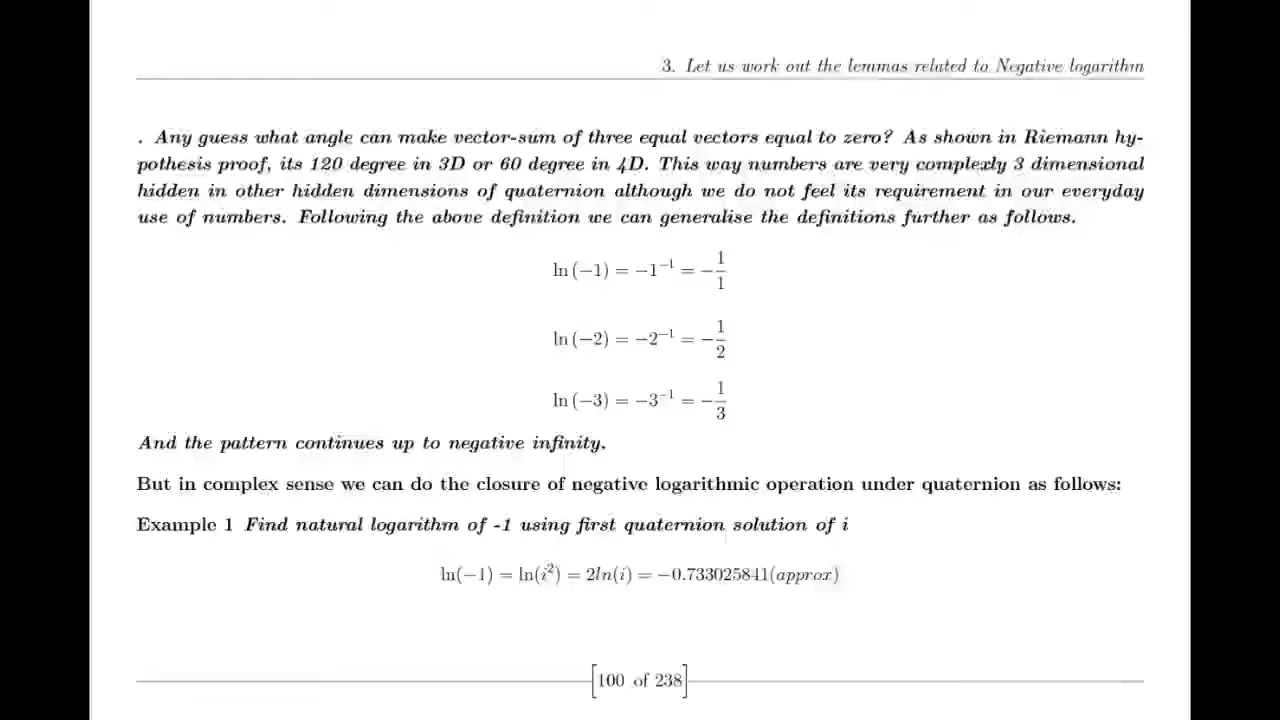 3. Let us work out the lemmas related to Negative logarithm
. Any guess what angle can make vector-sum of three equal vectors equal to zero? As shown in Riemann hy-
pothesis proof, its 120 degree in 3D or 60 degree in 4D. This way numbers are very complexly 3 dimensional
hidden in other hidden dimensions of quaternion although we do not feel its requirement in our everyday
use of numbers. Following the above definition we can generalise the definitions further as follows.
ln (−1) = −1⁻¹ = −1/1
ln (−2) = −2⁻¹ = −1/2
ln (−3) = −3⁻¹ = −1/3
And the pattern continues up to negative infinity.
But in complex sense we can do the closure of negative logarithmic operation under quaternion as follows:
Example 1 Find natural logarithm of -1 using first quaternion solution of i
ln(−1) = ln(i²) = 2ln(i) = −0.733025841(approx)
[100 of 238]